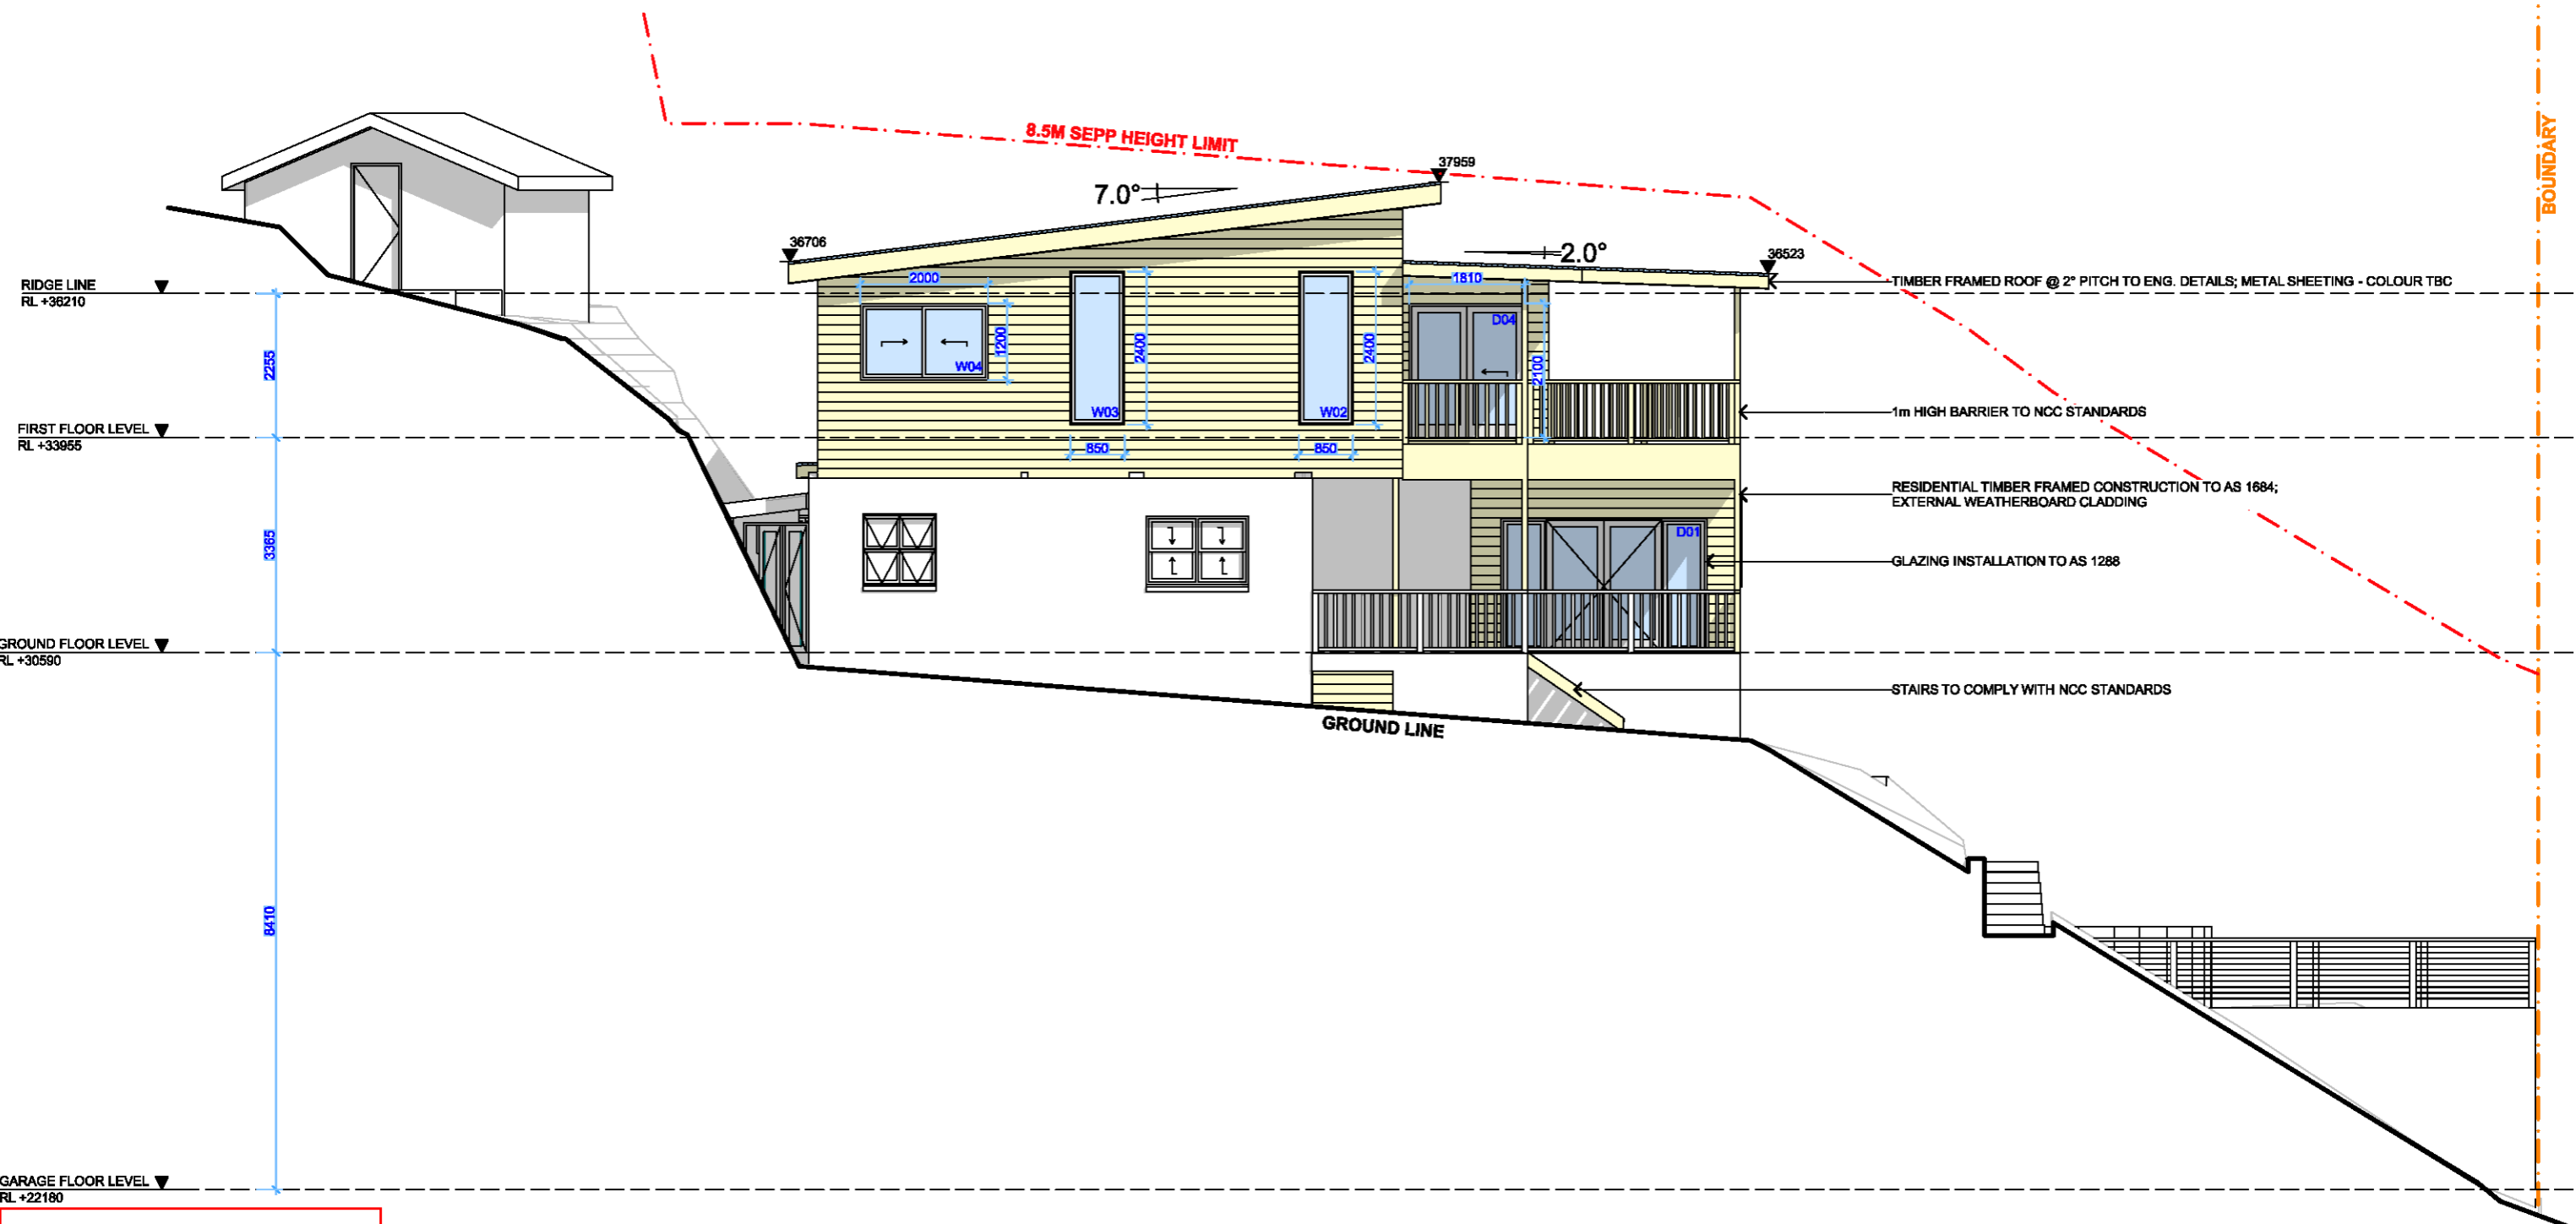 BOUNDARY
8.5M SEPP HEIGHT LIMIT
37959
7.0°
36706
2.0°
36523
RIDGE LINE
RL +36210
2000
1810
TIMBER FRAMED ROOF @ 2° PITCH TO ENG. DETAILS; METAL SHEETING - COLOUR TBC
D04
1200
2400
2400
2255
W04
2100
W03
W02
1m HIGH BARRIER TO NCC STANDARDS
FIRST FLOOR LEVEL
RL +33955
850
850
RESIDENTIAL TIMBER FRAMED CONSTRUCTION TO AS 1684;
EXTERNAL WEATHERBOARD CLADDING
D01
3365
GLAZING INSTALLATION TO AS 1288
GROUND FLOOR LEVEL
RL +30590
STAIRS TO COMPLY WITH NCC STANDARDS
GROUND LINE
8410
GARAGE FLOOR LEVEL
RL +22180